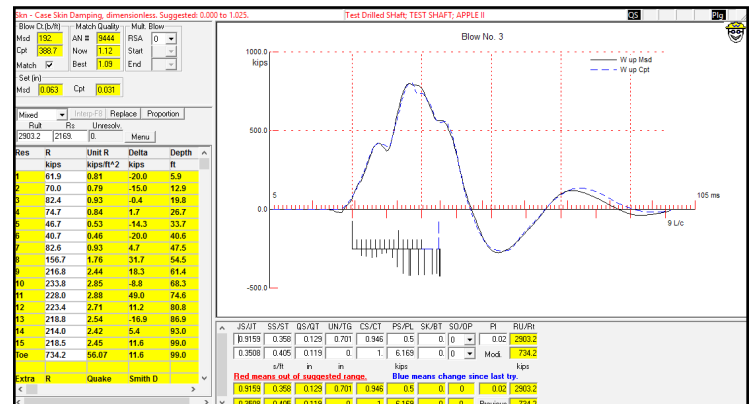 Skn - Case Skin Damping, dimensionless. Suggested: 0.000 to 1.025. Test Drilled SHaft; TEST SHAFT; APPLE II QS Plg
Blow Ct.(b/ft) Match Quality Mult. Blow
Msd 192. AN # 9444 RSA 0
Cpt 388.7 Now 1.12 Start
Match Best 1.09 End
Set (in)
Msd 0.063 Cpt 0.031
Mixed Interp-Fill Replace Proportion
Rult Rs Unresolv.
2903.2 2169. 0. Menu
Res R Unit R Delta Depth
kips kips/ft^2 kips ft
1 61.9 0.81 -20.0 5.9
2 70.0 0.79 -15.0 12.9
3 82.4 0.93 -0.4 19.8
4 74.7 0.84 1.7 26.7
5 46.7 0.53 -14.3 33.7
6 40.7 0.46 -20.0 40.6
7 82.6 0.93 4.7 47.5
8 156.7 1.76 31.7 54.5
9 216.8 2.44 18.3 61.4
10 233.8 2.85 -8.8 68.3
11 228.0 2.88 49.0 74.6
12 223.4 2.71 11.2 80.8
13 218.8 2.54 -16.9 86.9
14 214.0 2.42 5.4 93.0
15 218.5 2.45 11.6 99.0
Toe 734.2 56.07 11.6 99.0
Extra R Quake Smith D
Blow No. 3
1000.0
kips
W up Msd
W up Cpt
500.0
5
105 ms
0.0
9 L/c
-500.0
JS/JT SS/ST QS/QT UN/TG CS/CT PS/PL SK/BT SO/OP PI RU/Rt
0.9159 0.358 0.129 0.701 0.946 0.5 0. 0 0.02 2903.2
0.3508 0.405 0.119 0. 1. 6.169 0. 0 Modi. 734.2
s/ft in in kips kips
Red means out of suggested range. Blue means change since last try.
0.9159 0.358 0.129 0.701 0.946 0.5 0. 0 0.02 2903.2
0.3508 0.405 0.119 0. 1. 6.169 0. 0 Previous 734.2